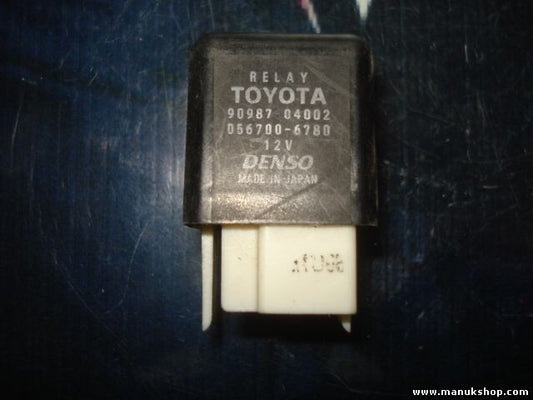 RELAY
TOYOTA
90987 04002
056700-6780
12V
DENSO
MADE IN JAPAN
www.manukshop.com